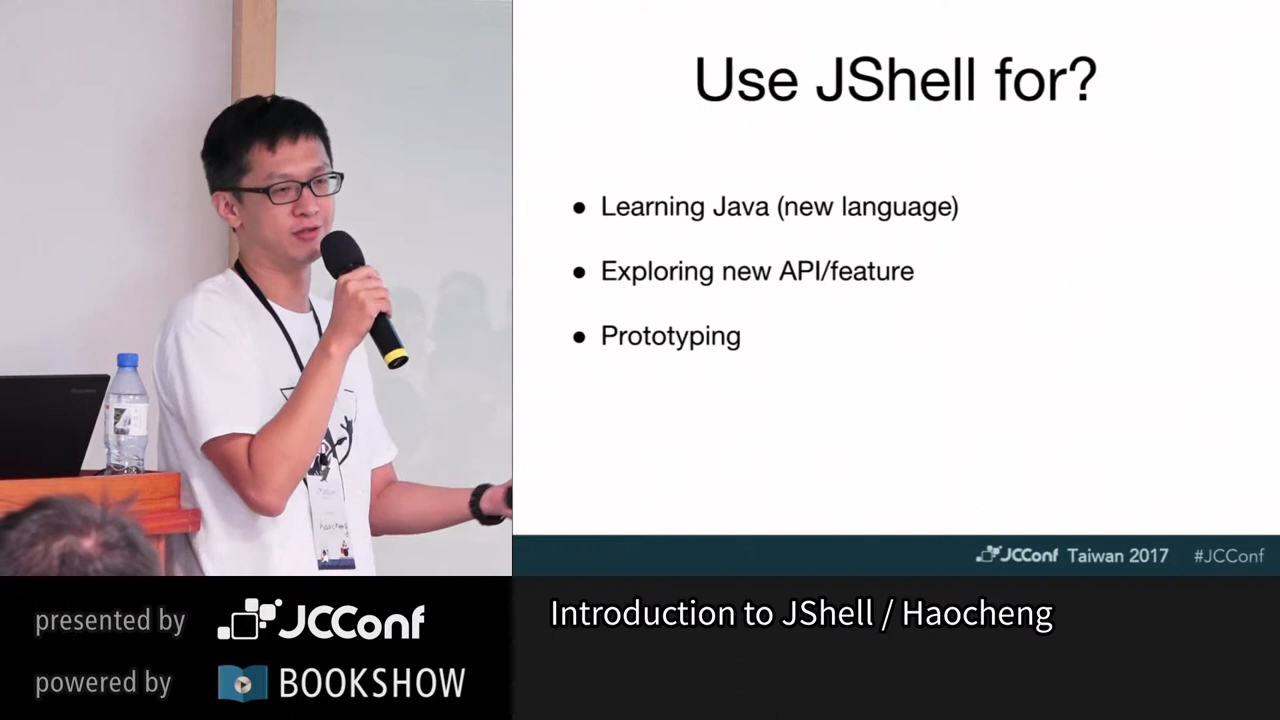 Use JShell for?
● Learning Java (new language)
● Exploring new API/feature
● Prototyping
JCConf Taiwan 2017 #JCConf
presented by JCConf
powered by BOOKSHOW
Introduction to JShell / Haocheng